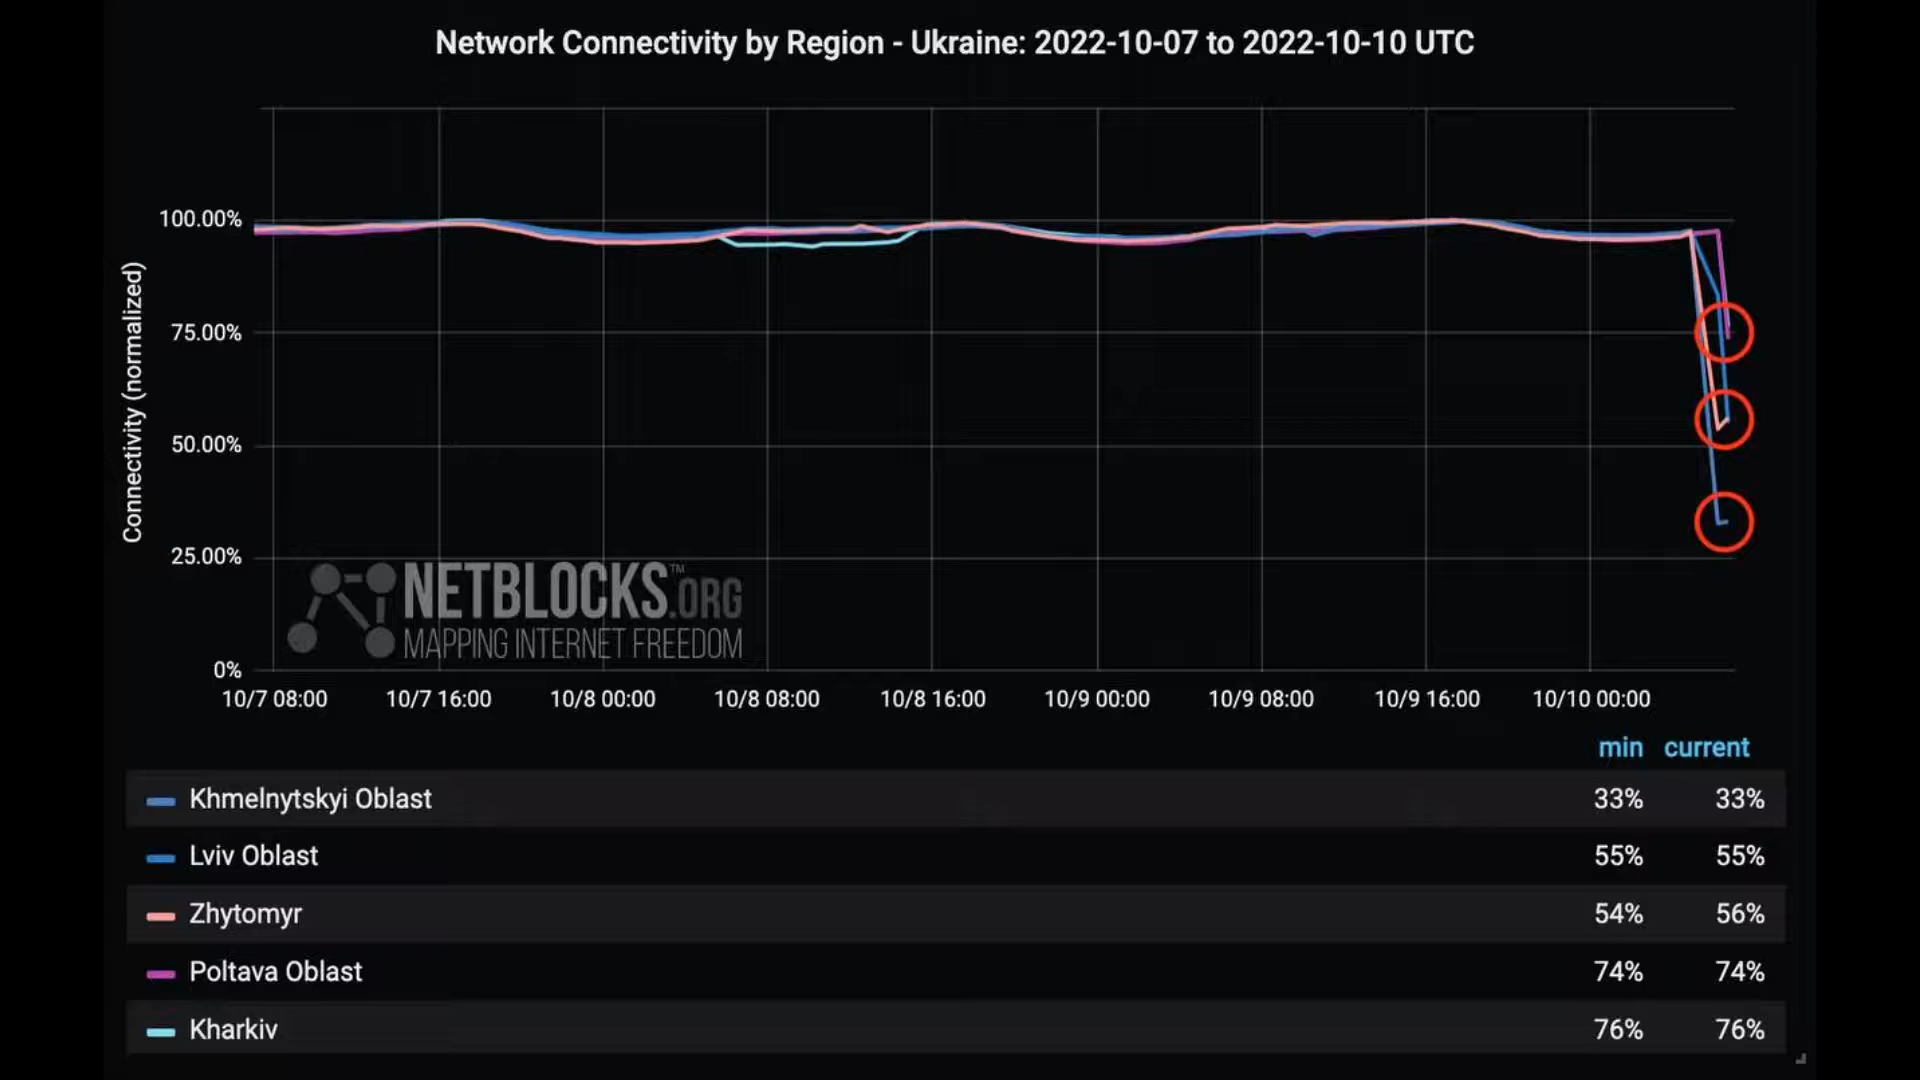 Network Connectivity by Region - Ukraine: 2022-10-07 to 2022-10-10 UTC
Connectivity (normalized)
100.00%
75.00%
50.00%
25.00%
0%
NETBLOCKS.ORG™
MAPPING INTERNET FREEDOM
10/7 08:00 10/7 16:00 10/8 00:00 10/8 08:00 10/8 16:00 10/9 00:00 10/9 08:00 10/9 16:00 10/10 00:00
min current
Khmelnytskyi Oblast 33% 33%
Lviv Oblast 55% 55%
Zhytomyr 54% 56%
Poltava Oblast 74% 74%
Kharkiv 76% 76%